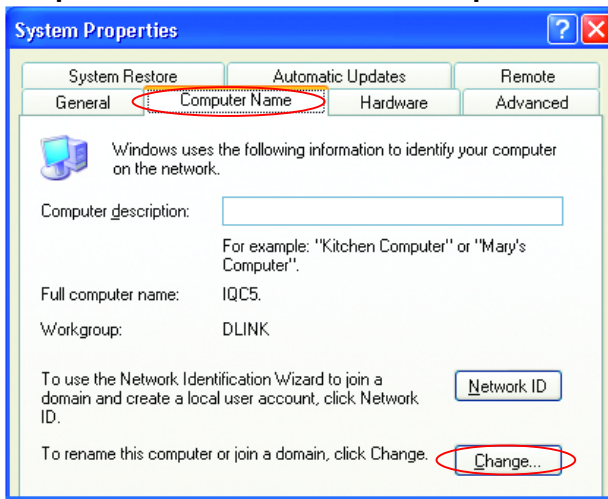 System Properties
System Restore Automatic Updates Remote
General Computer Name Hardware Advanced
Windows uses the following information to identify your computer
on the network.
Computer description:
For example: "Kitchen Computer" or "Mary's
Computer".
Full computer name: IQC5.
Workgroup: DLINK
To use the Network Identification Wizard to join a
domain and create a local user account, click Network
ID.
Network ID
To rename this computer or join a domain, click Change.
Change...